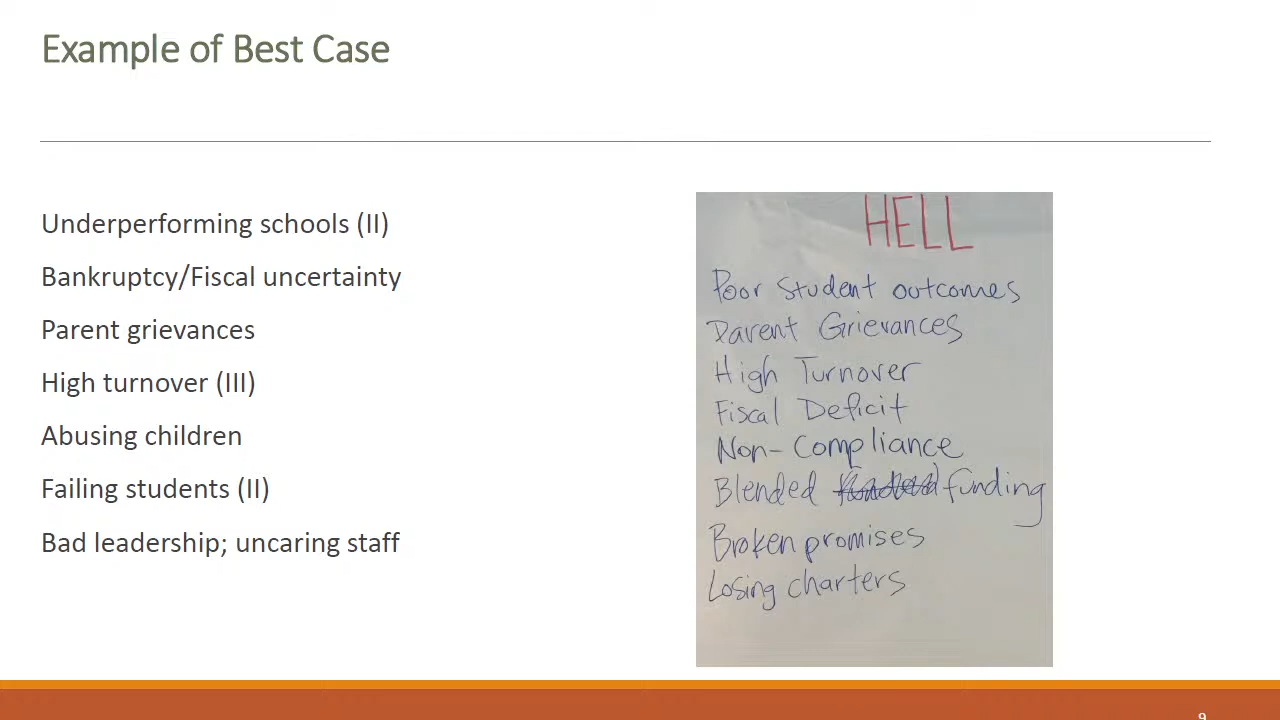 Example of Best Case
Underperforming schools (II)
Bankruptcy/Fiscal uncertainty
Parent grievances
High turnover (III)
Abusing children
Failing students (II)
Bad leadership; uncaring staff
HELL
Poor Student outcomes
Parent Grievances
High Turnover
Fiscal Deficit
Non-Compliance
Blended funding
Broken promises
Losing charters
9